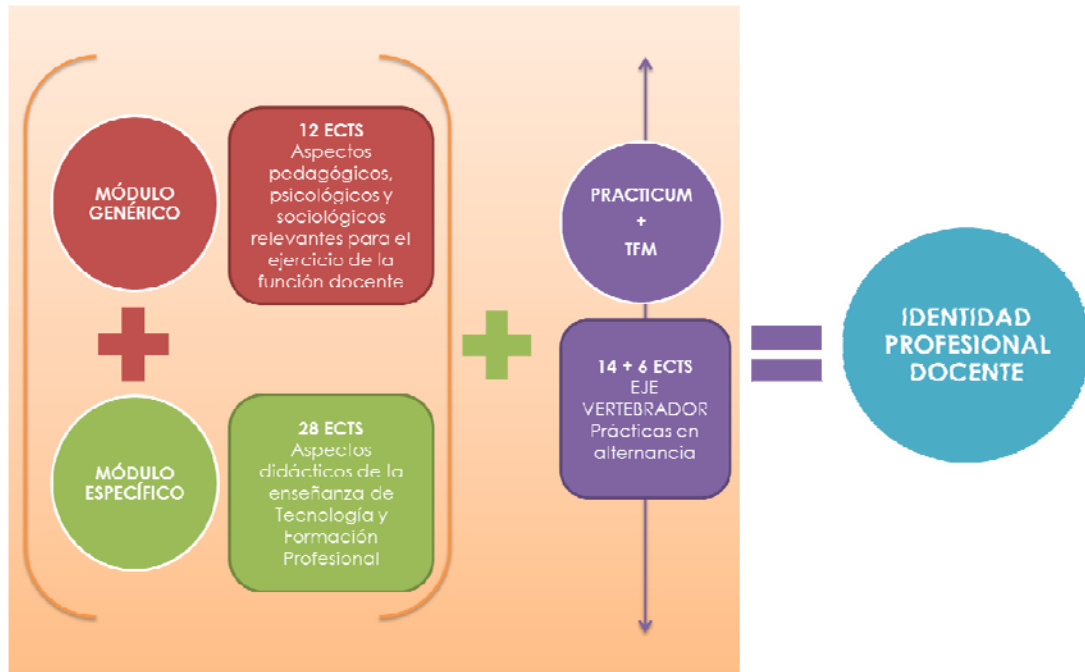 MÓDULO
GENÉRICO
12 ECTS
Aspectos
pedagógicos,
psicológicos y
sociológicos
relevantes para el
ejercicio de la
función docente
MÓDULO
ESPECÍFICO
28 ECTS
Aspectos
didácticos de la
enseñanza de
Tecnología y
Formación
Profesional
PRACTICUM
+
TFM
14 + 6 ECTS
EJE
VERTEBRADOR
Prácticas en
alternancia
IDENTIDAD
PROFESIONAL
DOCENTE